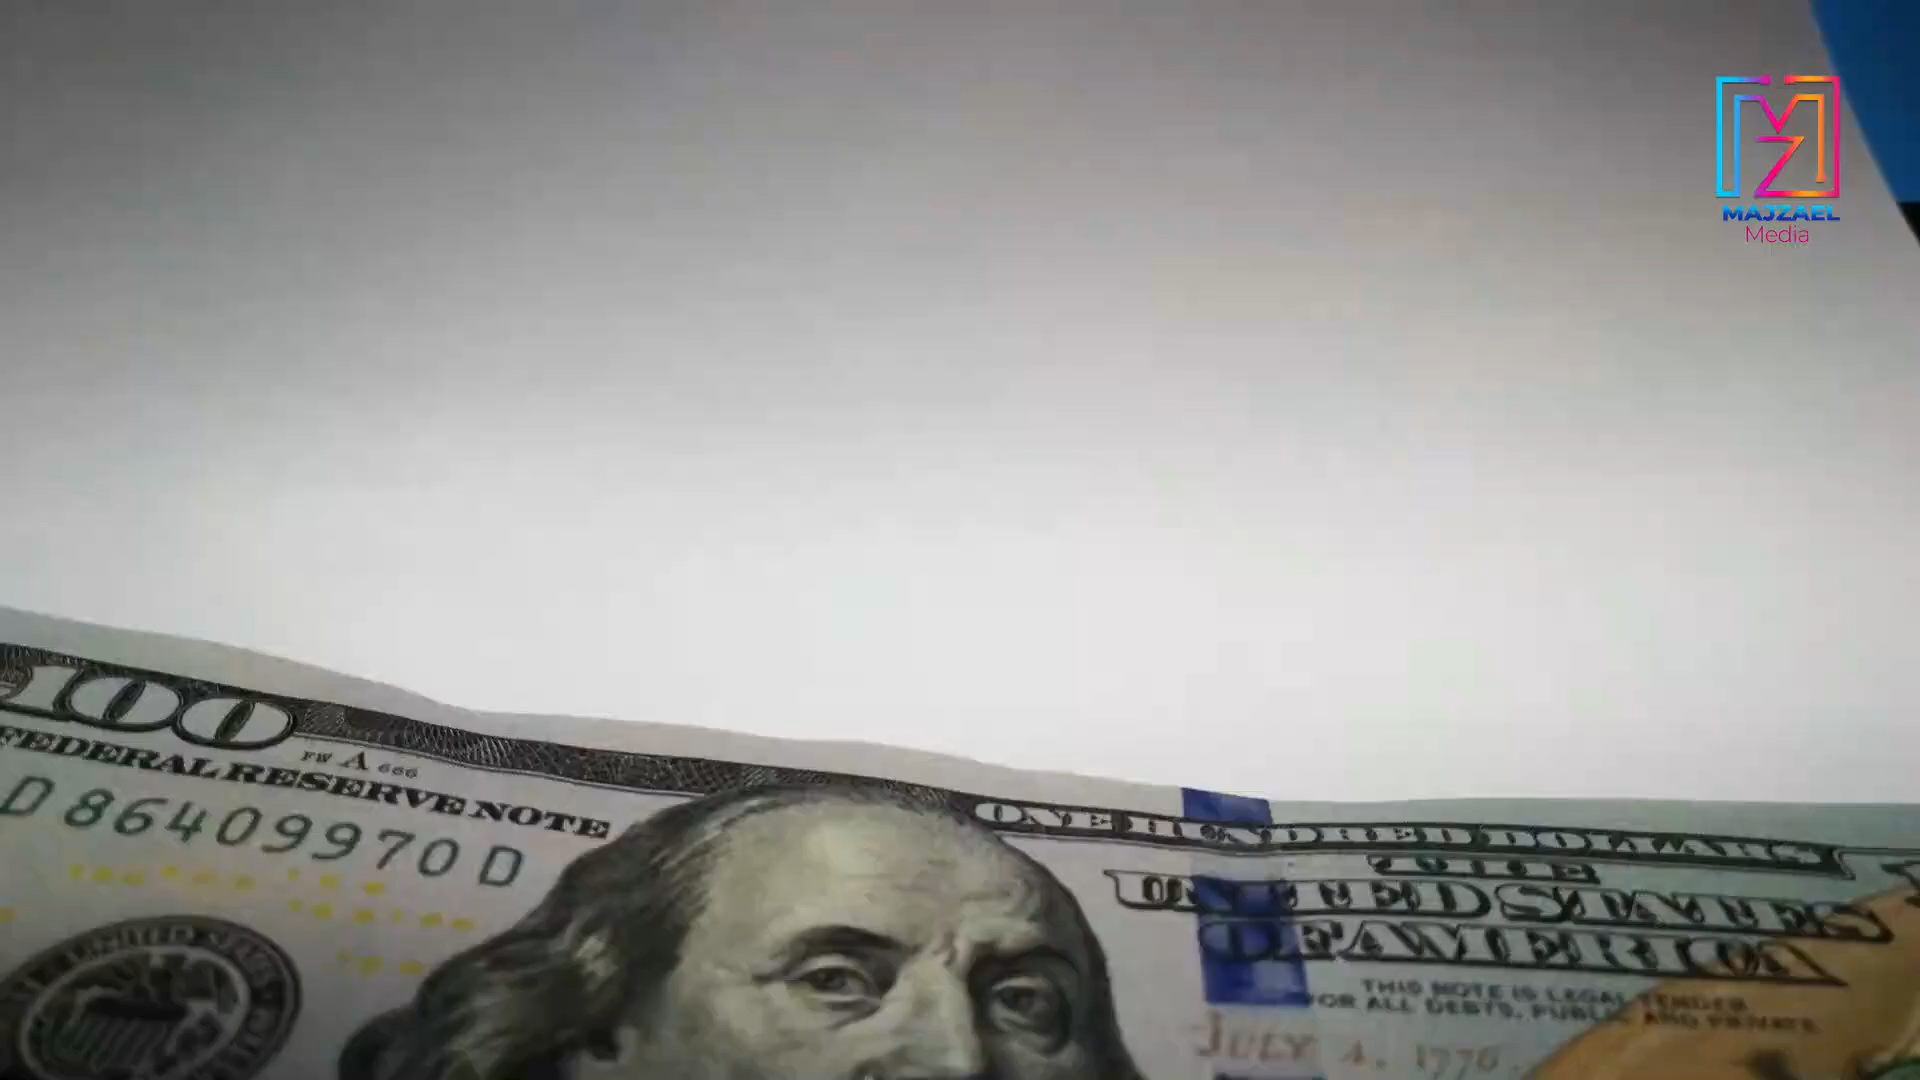 MZ
MAJZAEL
Media
100
FW A 666
FEDERAL RESERVE NOTE
D 86409970 D
ONE HUNDRED DOLLARS
THE
UNITED STATES
OF AMERICA
THIS NOTE IS LEGAL TENDER
FOR ALL DEBTS, PUBLIC AND PRIVATE
JULY 4, 1776.